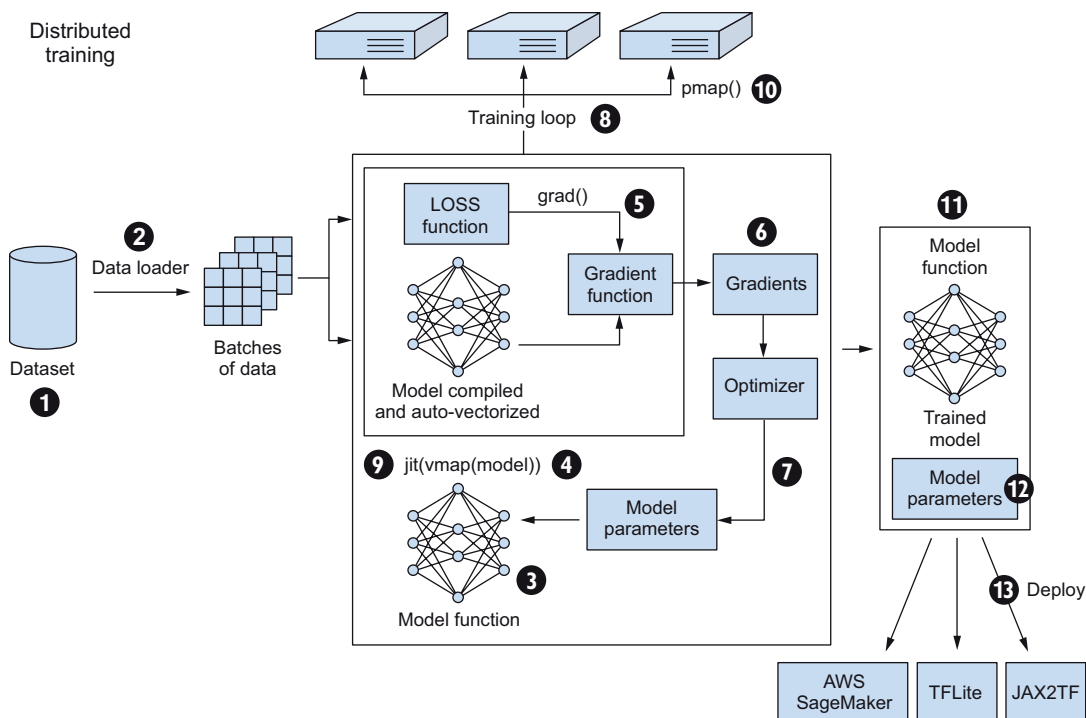 Distributed
training
pmap() 10
Training loop 8
LOSS
function
grad() 5
2
Data loader
Gradient
function
6
Gradients
11
Model
function
Batches
of data
Dataset
1
Model compiled
and auto-vectorized
Optimizer
Trained
model
9 jit(vmap(model)) 4
7
Model
parameters
Model
parameters 12
3
Model function
13 Deploy
AWS
SageMaker
TFLite
JAX2TF